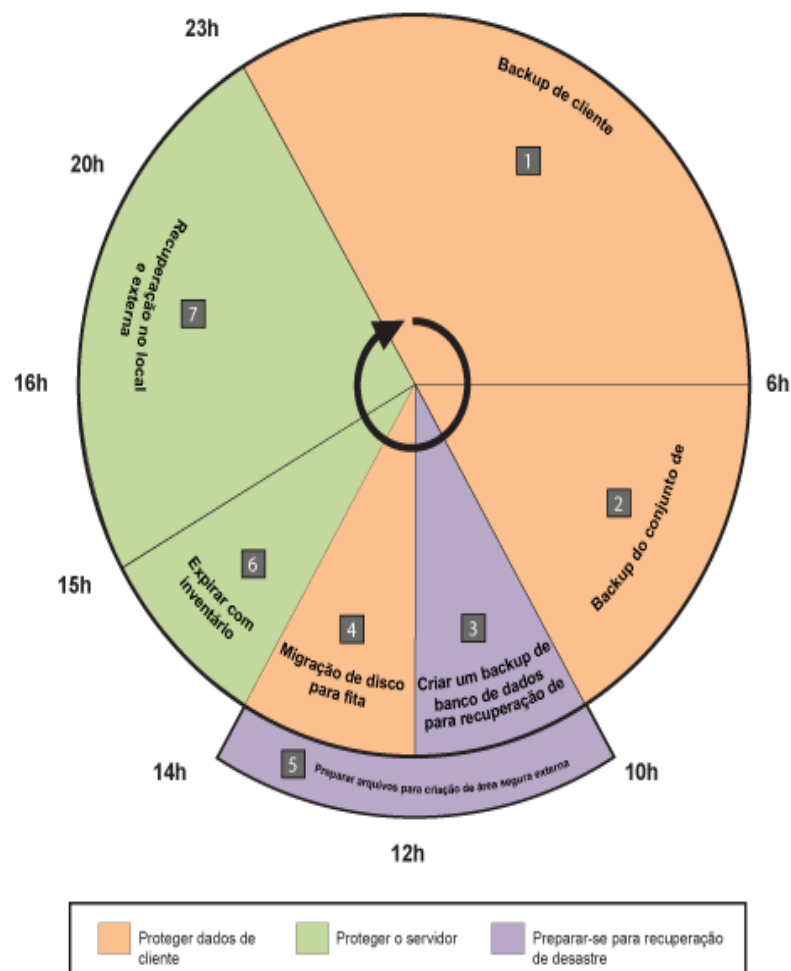 23h
Backup de cliente
1
20h
Recuperação no local
e externa
7
16h
6h
2
Backup do conjunto de
6
Expirar com
inventário
15h
4
Migração de disco
para fita
3
Criar um backup de
banco de dados
para recuperação de
14h
5
Preparar arquivos para criação de área segura externa
10h
12h
Proteger dados de
cliente
Proteger o servidor
Preparar-se para recuperação
de desastre